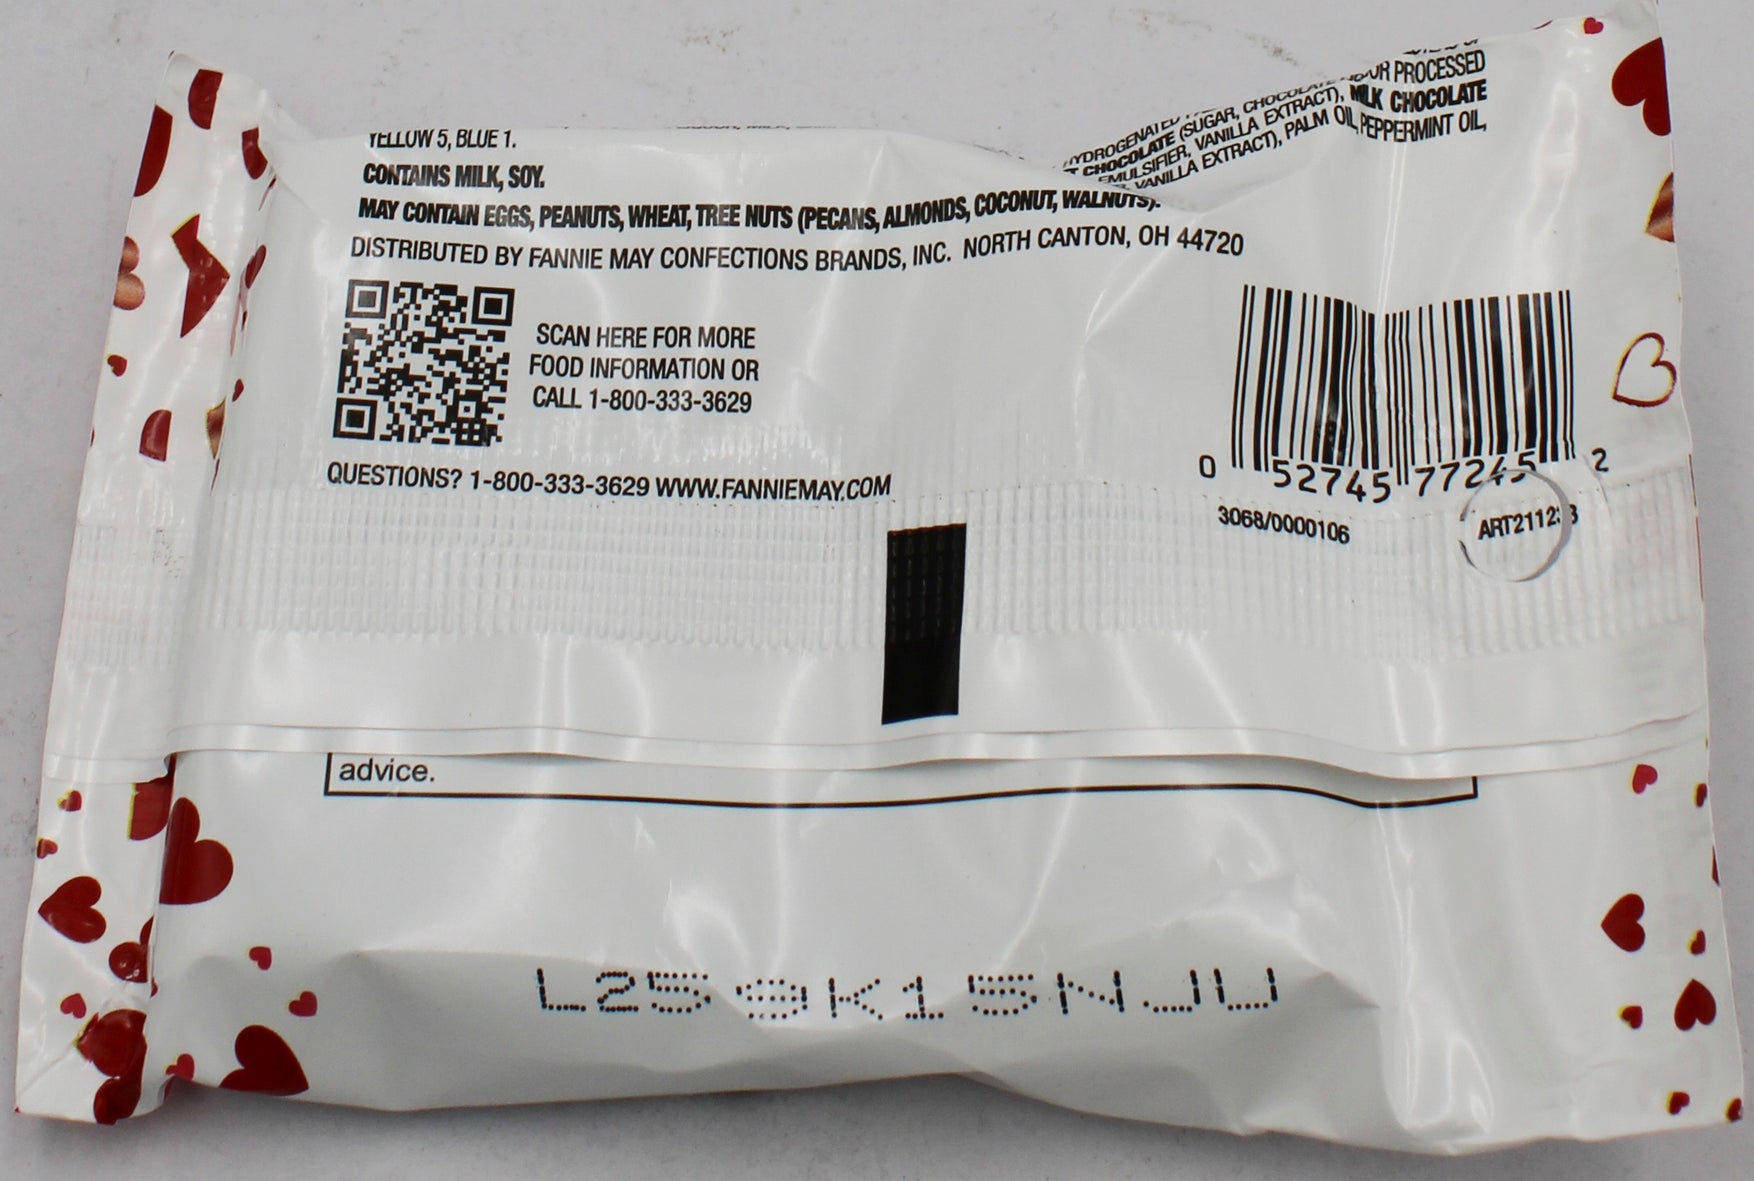 HYDROGENATED
CHOCOLATE (SUGAR, CHOCOLATE PROCESSED
EMULSIFIER, VANILLA EXTRACT), MILK CHOCOLATE
VANILLA EXTRACT), PALM OIL, PEPPERMINT OIL,
YELLOW 5, BLUE 1.
CONTAINS MILK, SOY.
MAY CONTAIN EGGS, PEANUTS, WHEAT, TREE NUTS (PECANS, ALMONDS, COCONUT, WALNUTS).
DISTRIBUTED BY FANNIE MAY CONFECTIONS BRANDS, INC. NORTH CANTON, OH 44720
SCAN HERE FOR MORE
FOOD INFORMATION OR
CALL 1-800-333-3629
QUESTIONS? 1-800-333-3629 WWW.FANNIEMAY.COM
0 52745 77245 2
3068/0000106
advice.
L259K15NJU